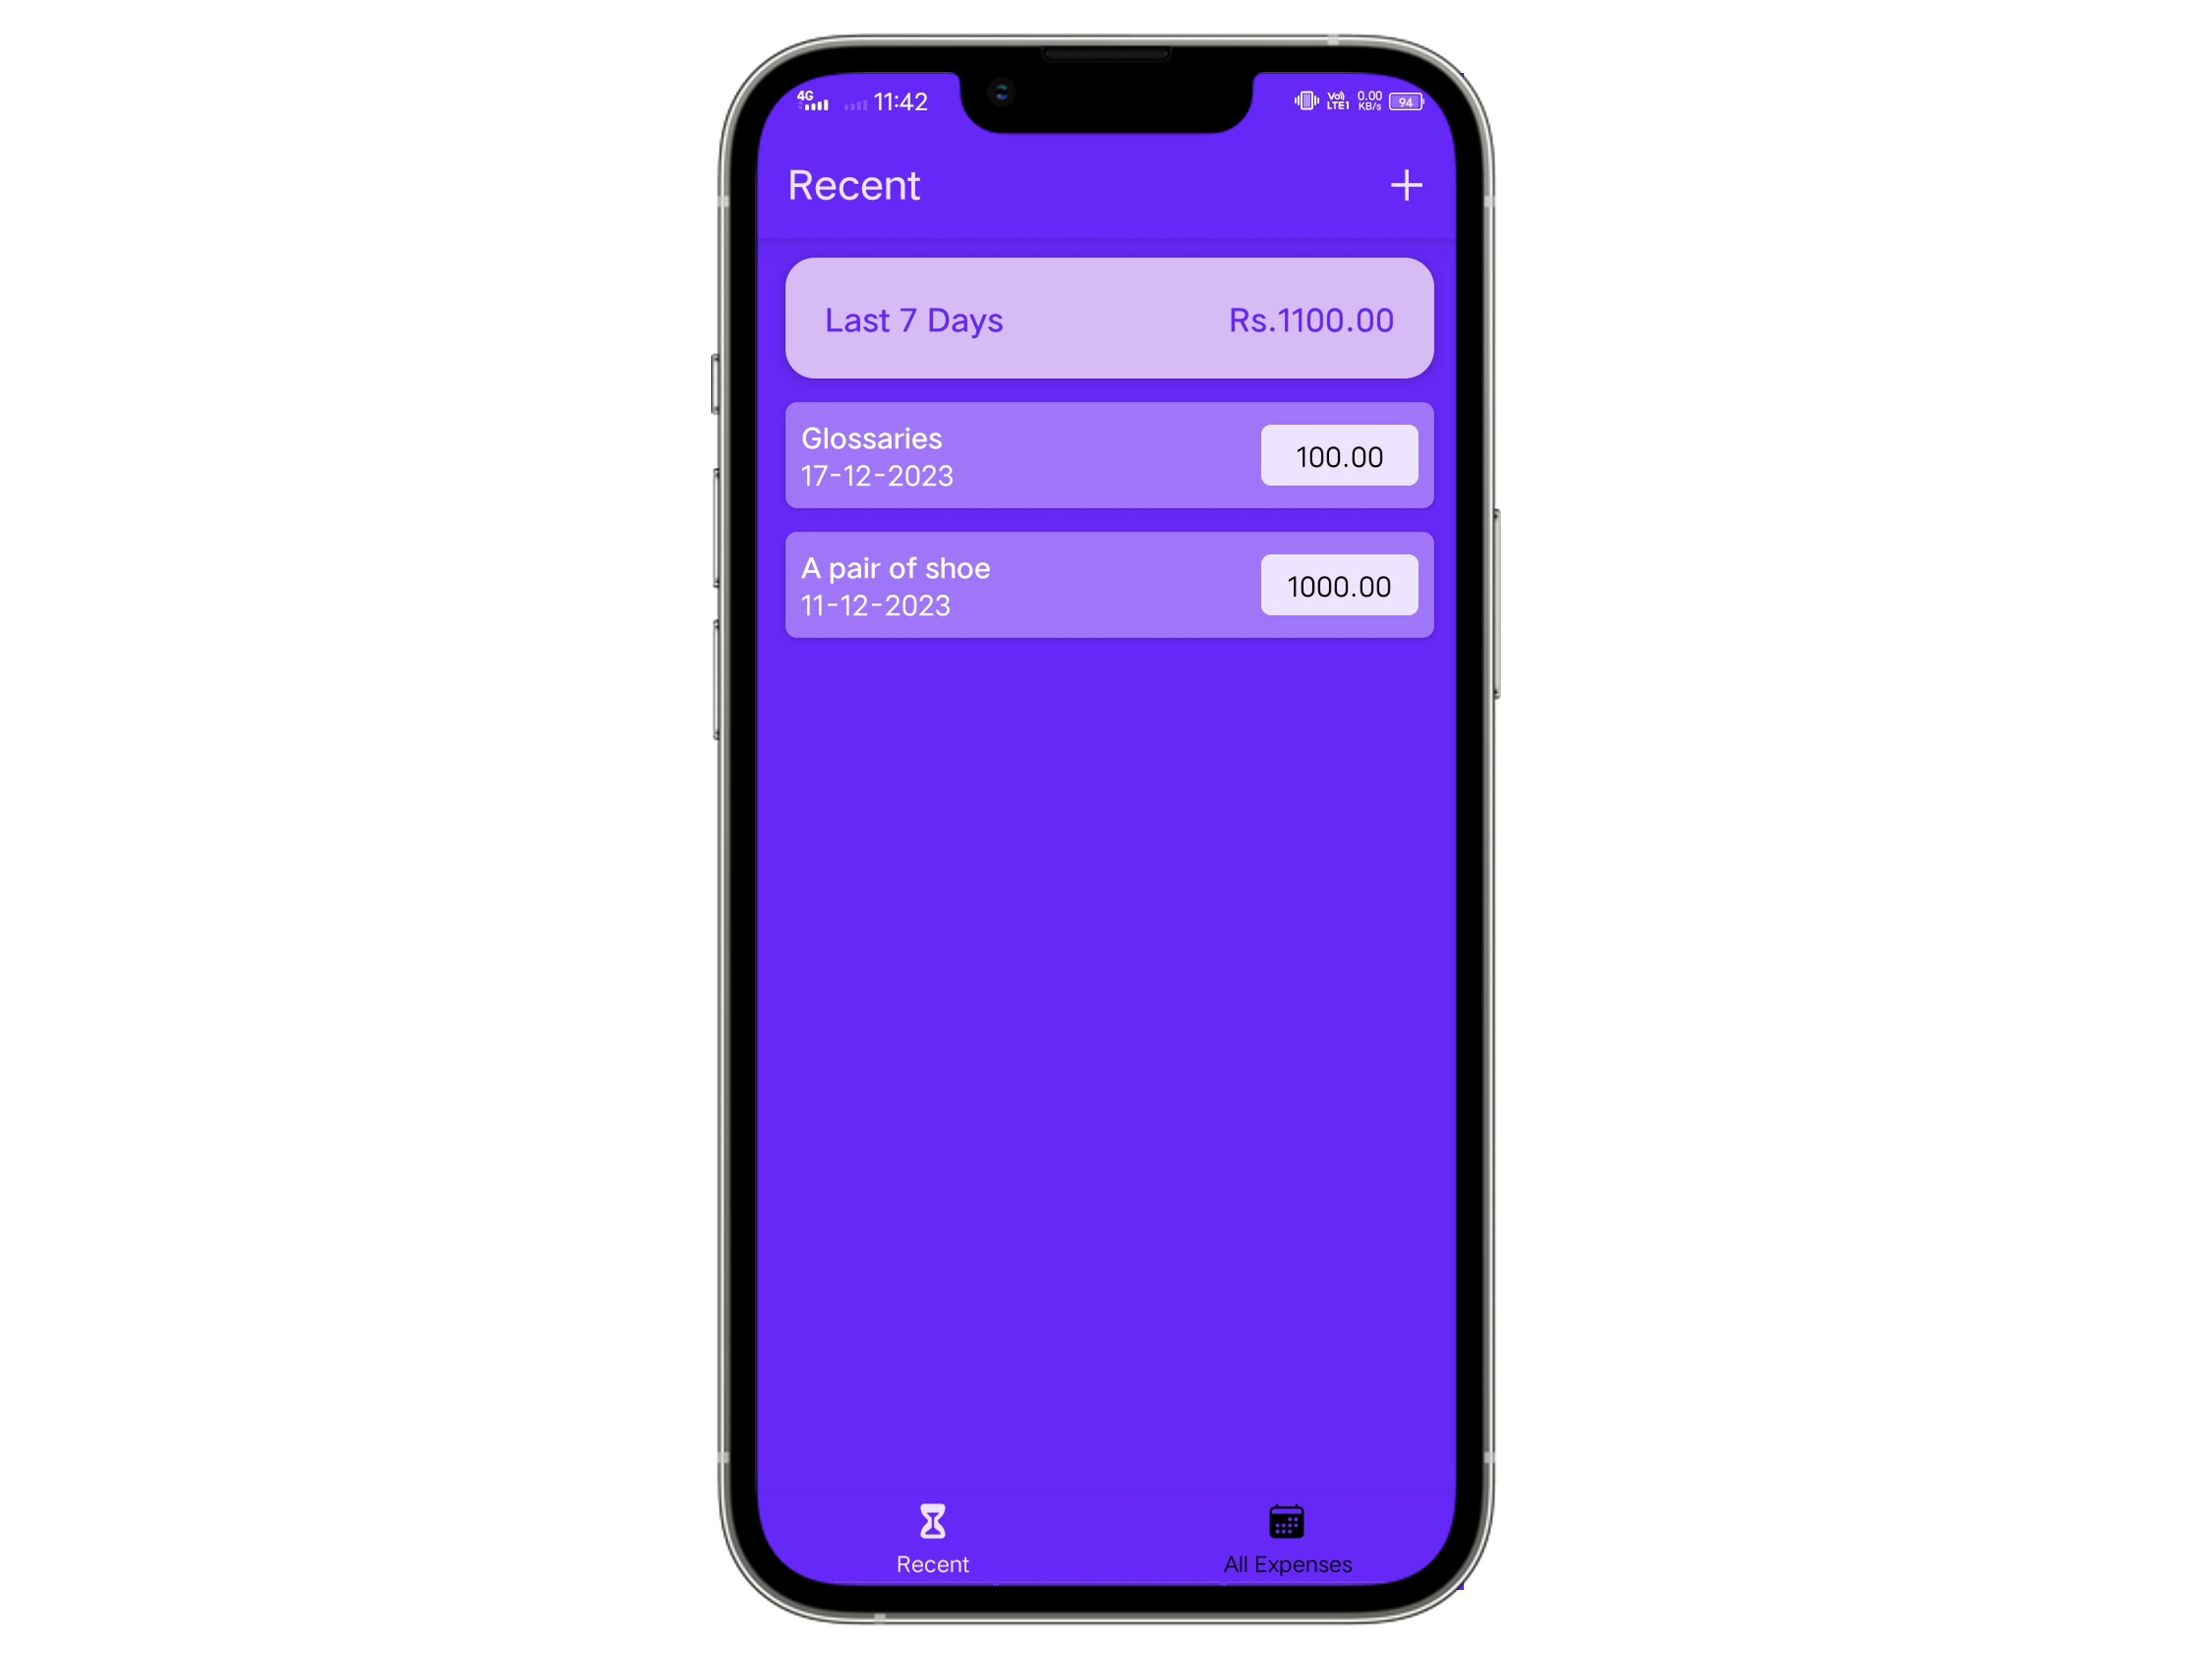 4G 11:42 Vo)) LTE1 0.00 KB/s 94
Recent +
Last 7 Days Rs.1100.00
Glossaries
17-12-2023
100.00
A pair of shoe
11-12-2023
1000.00
Recent All Expenses